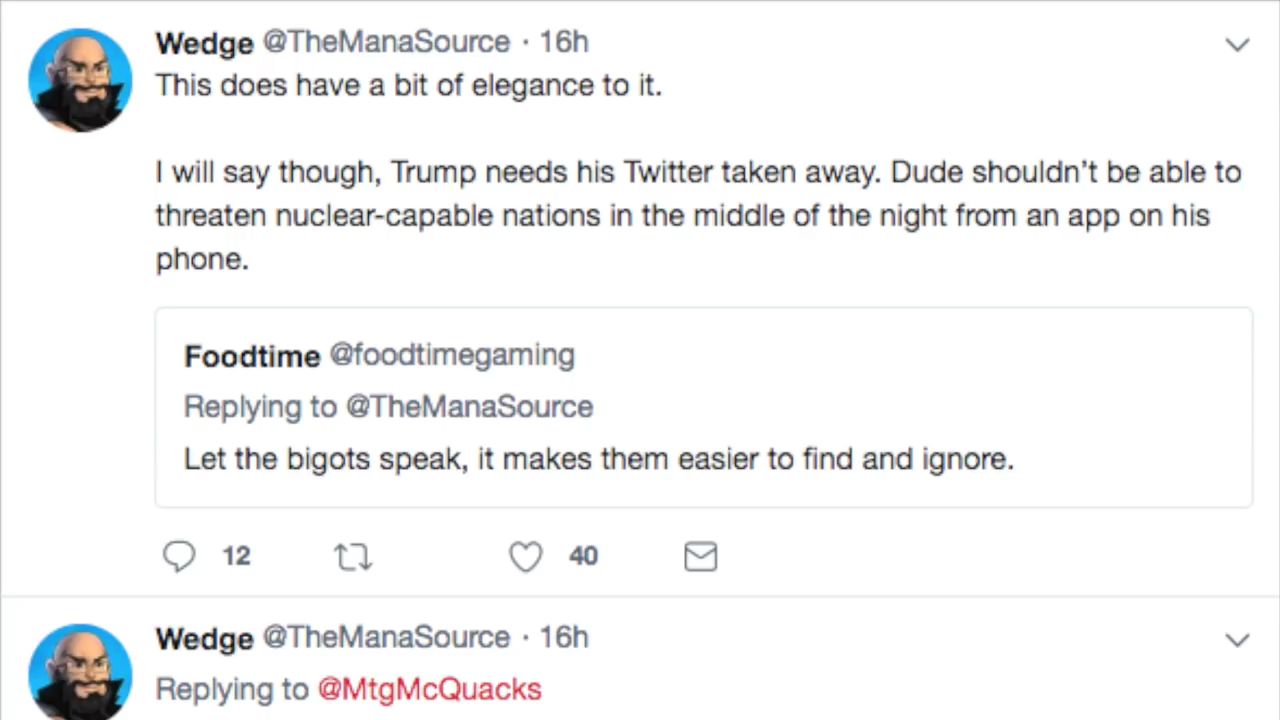 Wedge @TheManaSource · 16h
This does have a bit of elegance to it.
I will say though, Trump needs his Twitter taken away. Dude shouldn’t be able to
threaten nuclear-capable nations in the middle of the night from an app on his
phone.
Foodtime @foodtimegaming
Replying to @TheManaSource
Let the bigots speak, it makes them easier to find and ignore.
12 40
Wedge @TheManaSource · 16h
Replying to @MtgMcQuacks